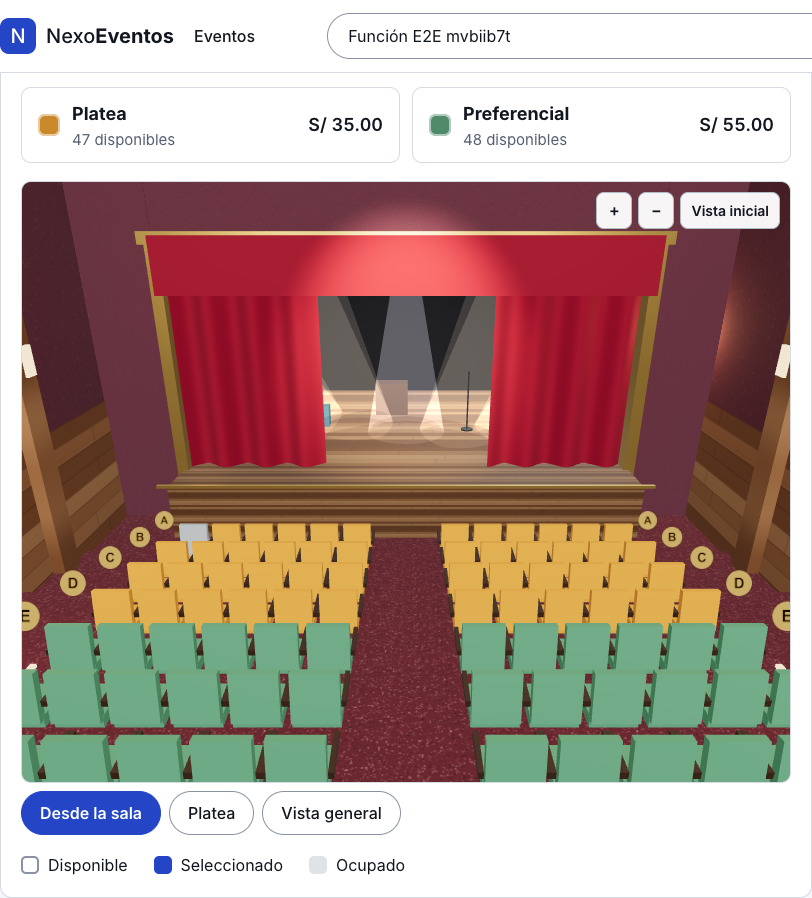 N NexoEventos Eventos Función E2E mvbiib7t
Platea
47 disponibles
S/ 35.00
Preferencial
48 disponibles
S/ 55.00
+ − Vista inicial
A A
B B
C C
D D
E E
Desde la sala Platea Vista general
Disponible Seleccionado Ocupado